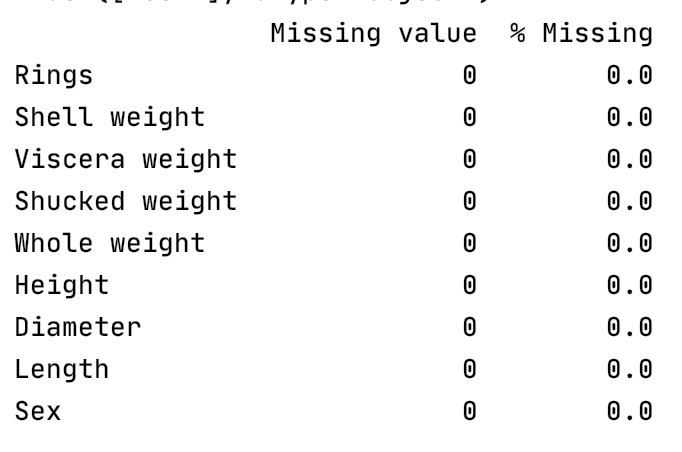 Missing value % Missing
Rings 0 0.0
Shell weight 0 0.0
Viscera weight 0 0.0
Shucked weight 0 0.0
Whole weight 0 0.0
Height 0 0.0
Diameter 0 0.0
Length 0 0.0
Sex 0 0.0